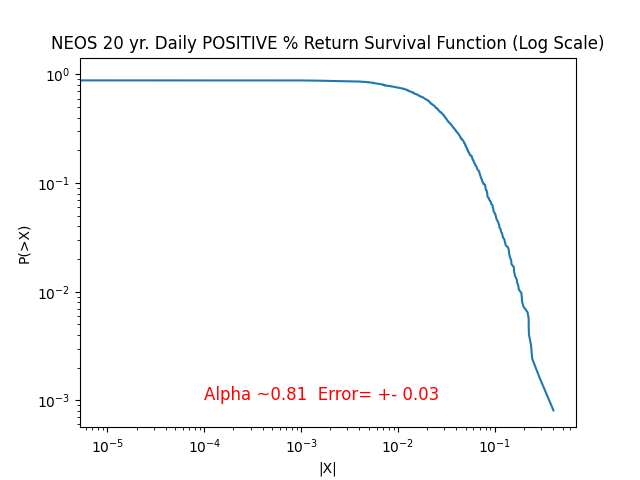 NEOS 20 yr. Daily POSITIVE % Return Survival Function (Log Scale)
10⁰
10⁻¹
P(>X)
10⁻²
10⁻³
Alpha ~0.81 Error= +- 0.03
10⁻⁵ 10⁻⁴ 10⁻³ 10⁻² 10⁻¹
|X|